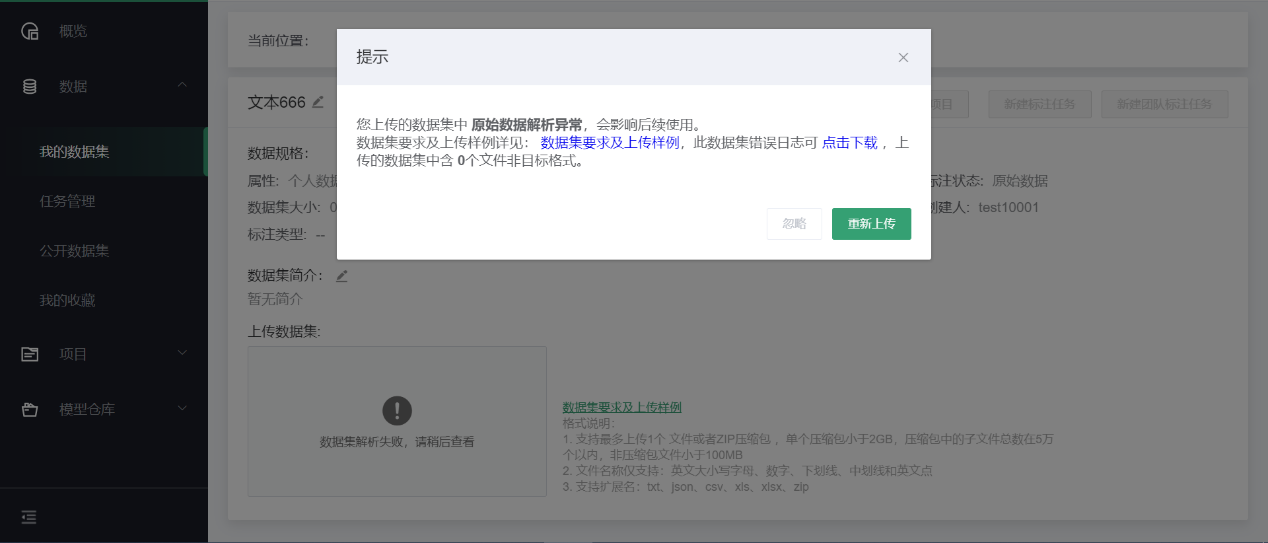 概览
数据
我的数据集
任务管理
公开数据集
我的收藏
项目
模型仓库
当前位置：
提示
您上传的数据集中 原始数据解析异常，会影响后续使用。
数据集要求及上传样例详见： 数据集要求及上传样例，此数据集错误日志可 点击下载 ，上
传的数据集中含 0个文件非目标格式。
忽略
重新上传
文本666
项目
新建标注任务
新建团队标注任务
数据规格：
属性: 个人数
标注状态: 原始数据
数据集大小: 0
建人: test10001
标注类型: --
数据集简介：
暂无简介
上传数据集:
数据集解析失败，请稍后查看
数据集要求及上传样例
格式说明:
1. 支持最多上传1个 文件或者ZIP压缩包 ，单个压缩包小于2GB，压缩包中的子文件总数在5万
个以内，非压缩包文件小于100MB
2. 文件名称仅支持：英文大小写字母、数字、下划线、中划线和英文点
3. 支持扩展名：txt、json、csv、xls、xlsx、zip